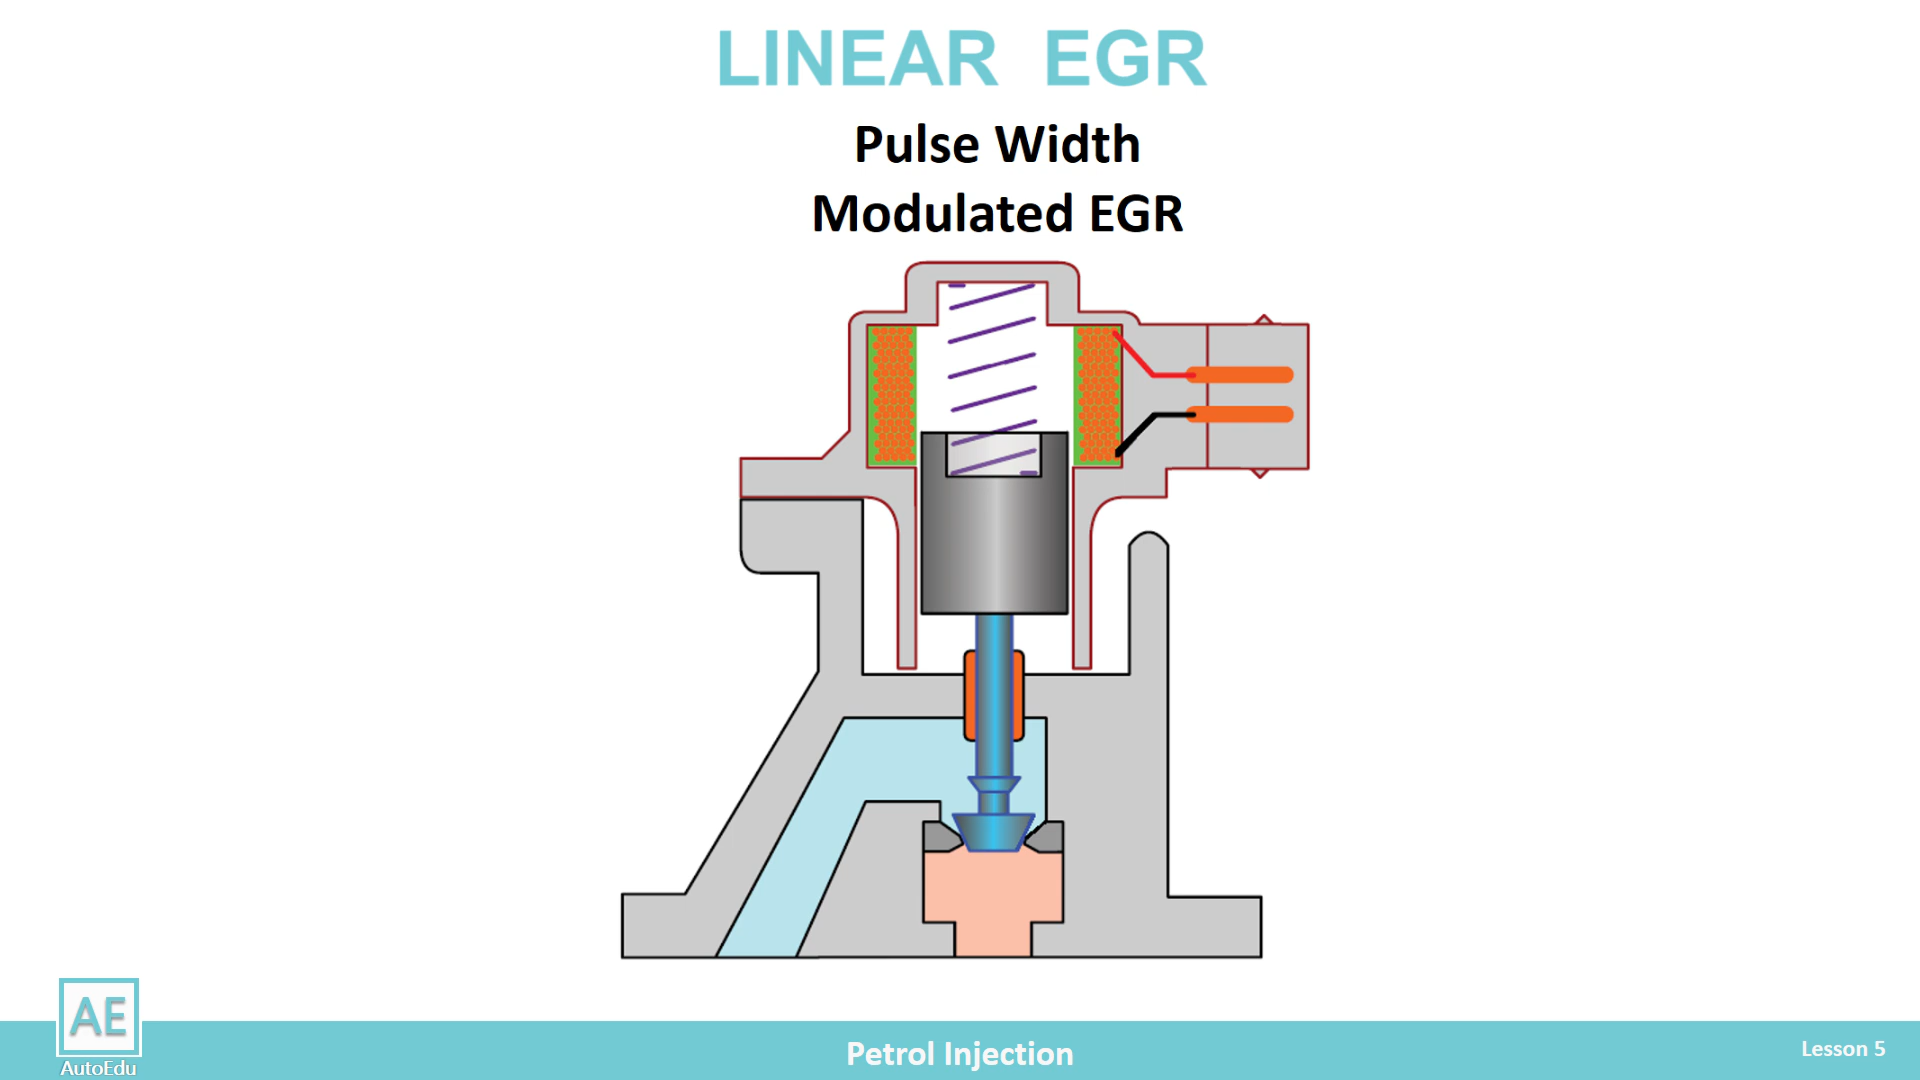 LINEAR EGR
Pulse Width
Modulated EGR
AE
AutoEdu
Petrol Injection
Lesson 5